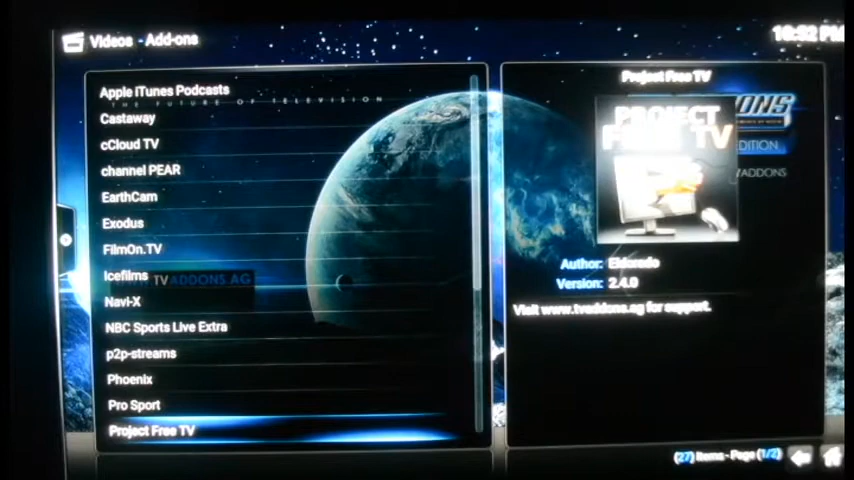 Videos - Add-ons
10:52 PM
Apple iTunes Podcasts
THE FUTURE OF TELEVISION
Castaway
cCloud TV
channel PEAR
EarthCam
Exodus
FilmOn.TV
Icefilms
TVADDONS.AG
Navi-X
NBC Sports Live Extra
p2p-streams
Phoenix
Pro Sport
Project Free TV
Project Free TV
PROJECT
FREE TV
EDITION
Author: Eldorado
Version: 2.4.0
Visit www.tvaddons.ag for support.
(27) Items - Page (1/2)